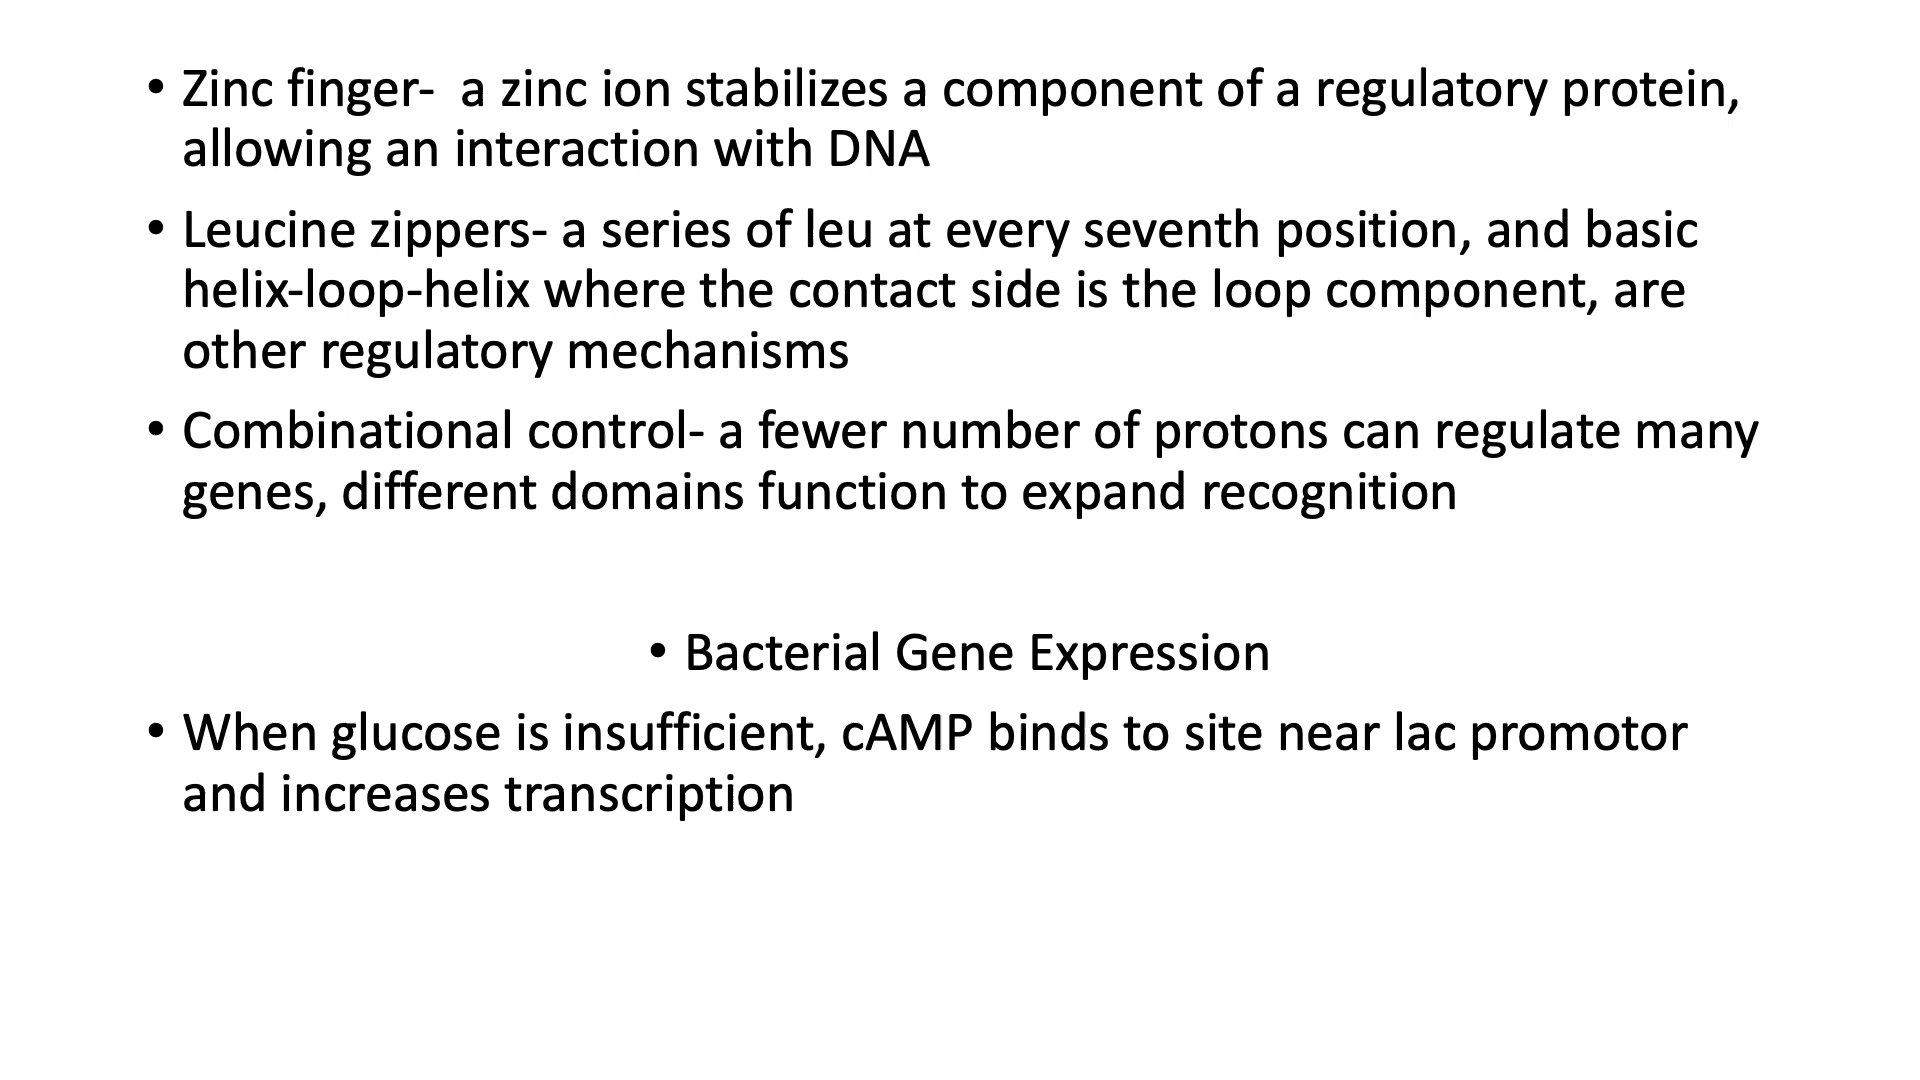 • Zinc finger-  a zinc ion stabilizes a component of a regulatory protein,
allowing an interaction with DNA
• Leucine zippers- a series of leu at every seventh position, and basic
helix-loop-helix where the contact side is the loop component, are
other regulatory mechanisms
• Combinational control- a fewer number of protons can regulate many
genes, different domains function to expand recognition
• Bacterial Gene Expression
• When glucose is insufficient, cAMP binds to site near lac promotor
and increases transcription